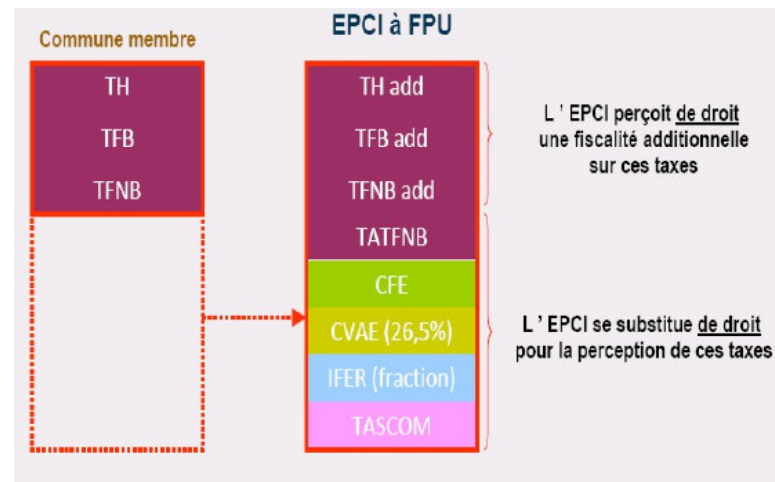 Commune membre
TH
TFB
TFNB
EPCI à FPU
TH add
TFB add
TFNB add
TATFNB
CFE
CVAE (26,5%)
IFER (fraction)
TASCOM
L ' EPCI perçoit de droit
une fiscalité additionnelle
sur ces taxes
L ' EPCI se substitue de droit
pour la perception de ces taxes